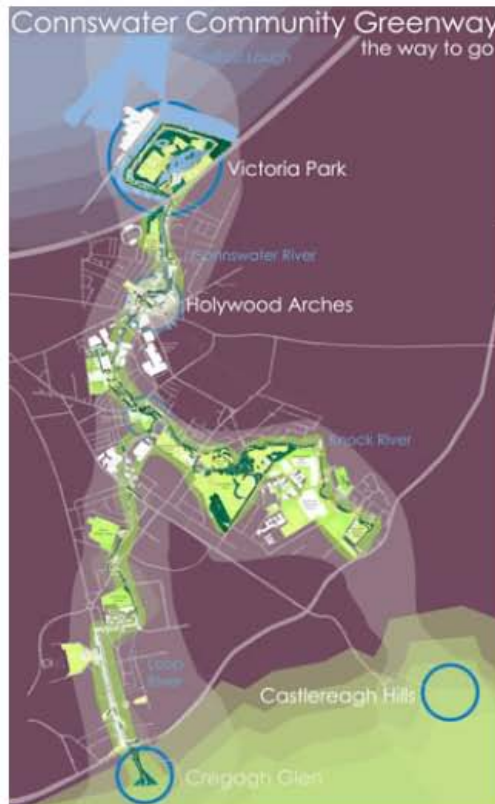 Connswater Community Greenway
the way to go
Lough
Victoria Park
Connswater River
Holywood Arches
Knock River
Loop
River
Castlereagh Hills
Cregagh Glen